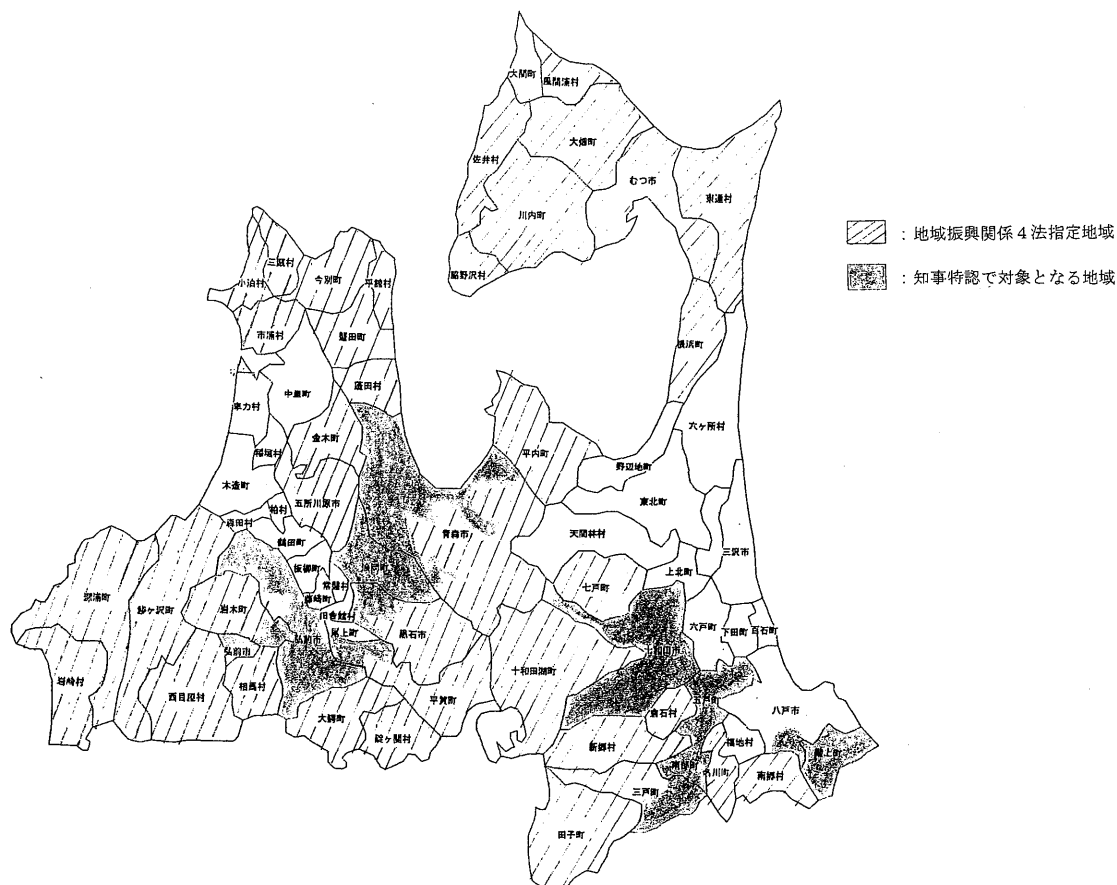 大間町
風間浦村
大畑町
佐井村
むつ市
東通村
川内町
脇野沢村
：地域振興関係４法指定地域
：知事特認で対象となる地域
三厩村
今別町
平舘村
小泊村
市浦村
蟹田町
横浜町
蓬田村
中里町
車力村
六ヶ所村
金木町
平内町
稲垣村
野辺地町
木造町
五所川原市
東北町
柏村
青森市
森田村
天間林村
鶴田町
三沢市
板柳町
浪岡町
七戸町
上北町
常盤村
深浦町
鰺ヶ沢町
岩木町
藤崎町
田舎館村
六戸町
下田町
百石町
弘前市
尾上町
黒石市
十和田市
弘前市
十和田湖町
岩崎村
西目屋村
相馬村
平賀町
五戸町
八戸市
大鰐町
倉石村
碇ヶ関村
新郷村
福地村
階上町
南部町
名川町
南郷村
三戸町
田子町